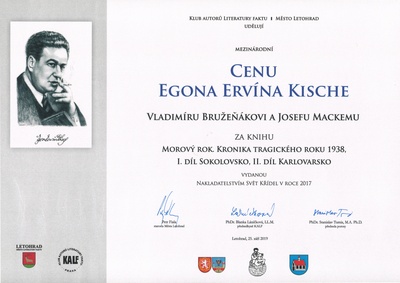 Klub autorů literatury faktu i Město Letohrad
udělují
mezinárodní
Cenu
Egona Ervína Kische
Vladimíru Bružeňákovi a Josefu Mackemu
za knihu
Morový rok. Kronika tragického roku 1938,
I. díl Sokolovsko, II. díl Karlovarsko
vydanou
nakladatelstvím Svět křídel v roce 2017
Letohrad, 25. září 2019
LETOHRAD
KALF
PRAHA